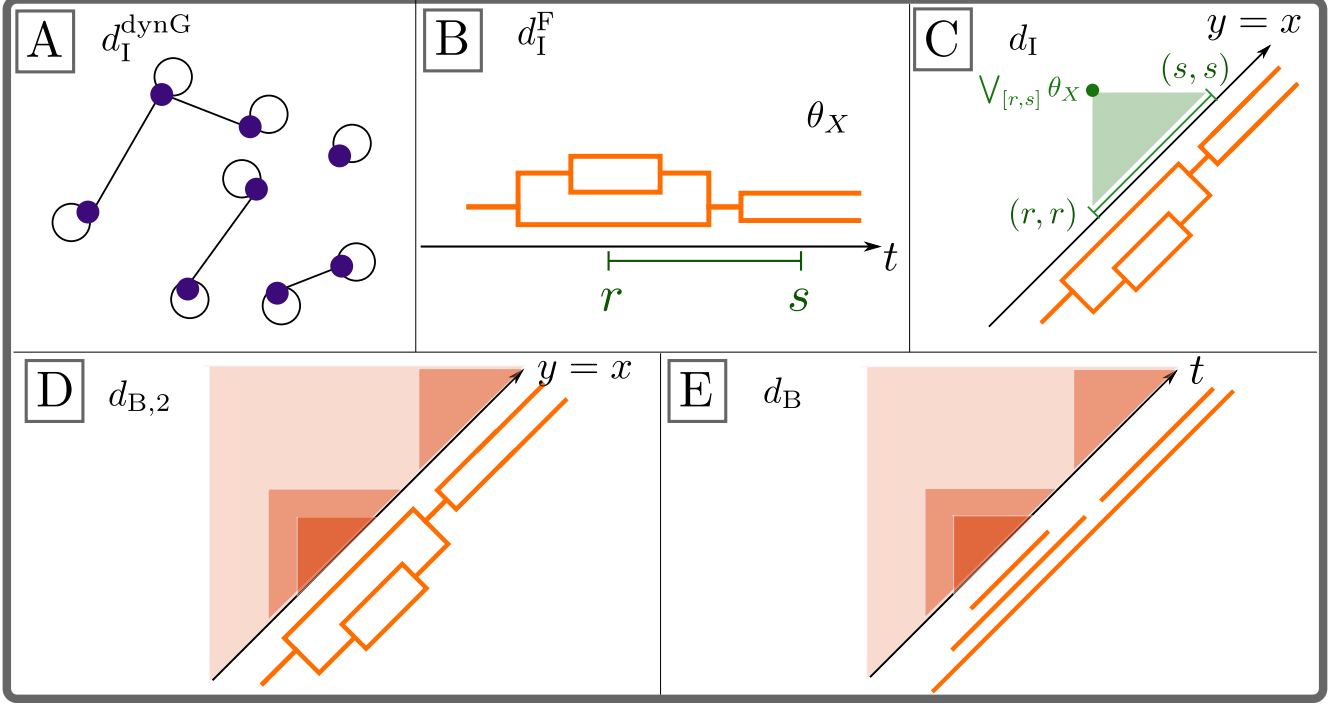 A d_I^dynG
B d_I^F
θ_X
t
r s
C d_I y = x
⋁_[r,s] θ_X (s, s)
(r, r)
D d_B,2 y = x
E d_B t